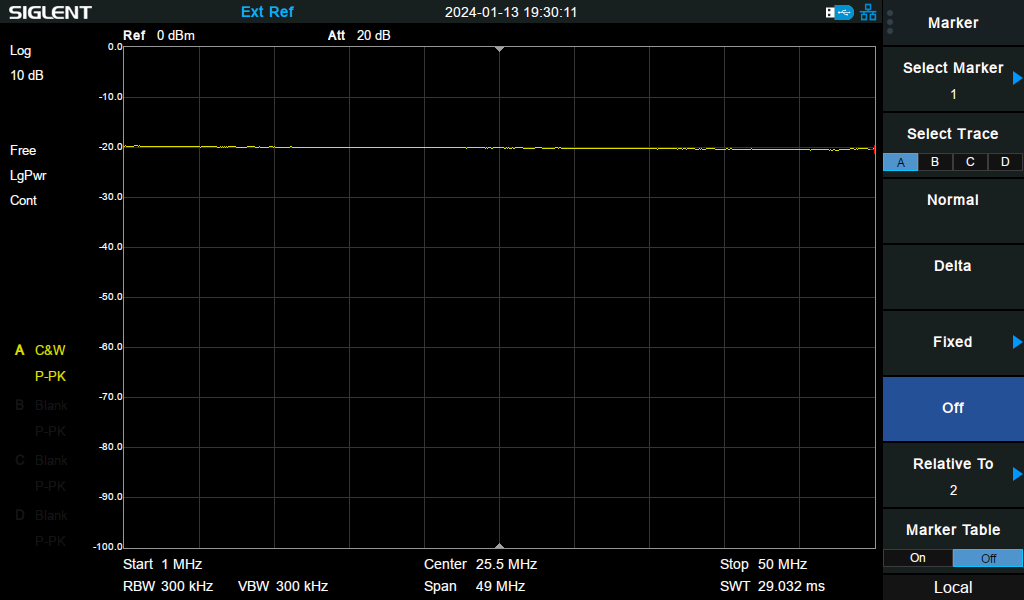 SIGLENT Ext Ref 2024-01-13 19:30:11
Ref 0 dBm Att 20 dB
Log
10 dB
Free
LgPwr
Cont
A C&W
P-PK
B Blank
P-PK
C Blank
P-PK
D Blank
P-PK
0.0
-10.0
-20.0
-30.0
-40.0
-50.0
-60.0
-70.0
-80.0
-90.0
-100.0
Start 1 MHz Center 25.5 MHz Stop 50 MHz
RBW 300 kHz VBW 300 kHz Span 49 MHz SWT 29.032 ms
Marker
Select Marker
1
Select Trace
A B C D
Normal
Delta
Fixed
Off
Relative To
2
Marker Table
On Off
Local